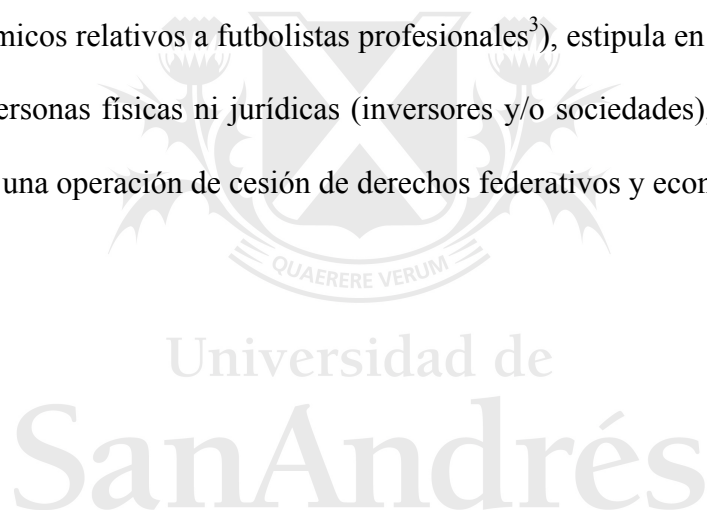 micos relativos a futbolistas profesionales³), estipula en
ersonas físicas ni jurídicas (inversores y/o sociedades)
una operación de cesión de derechos federativos y econ
QUAERERE VERUM
Universidad de
SanAndrés